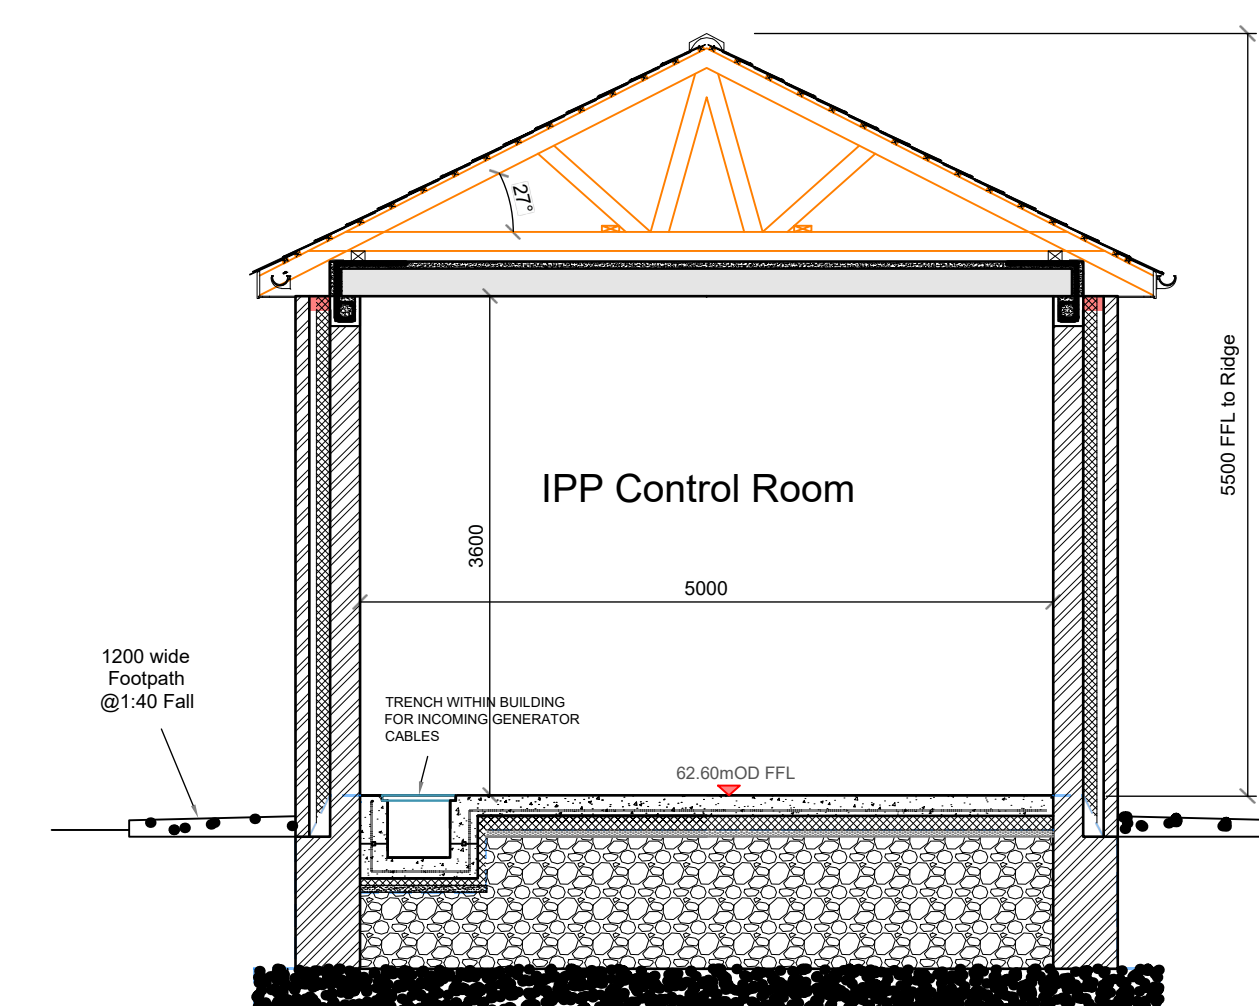 27°
5500 FFL to Ridge
IPP Control Room
3600
5000
1200 wide
Footpath
@1:40 Fall
TRENCH WITHIN BUILDING
FOR INCOMING GENERATOR
CABLES
62.60mOD FFL